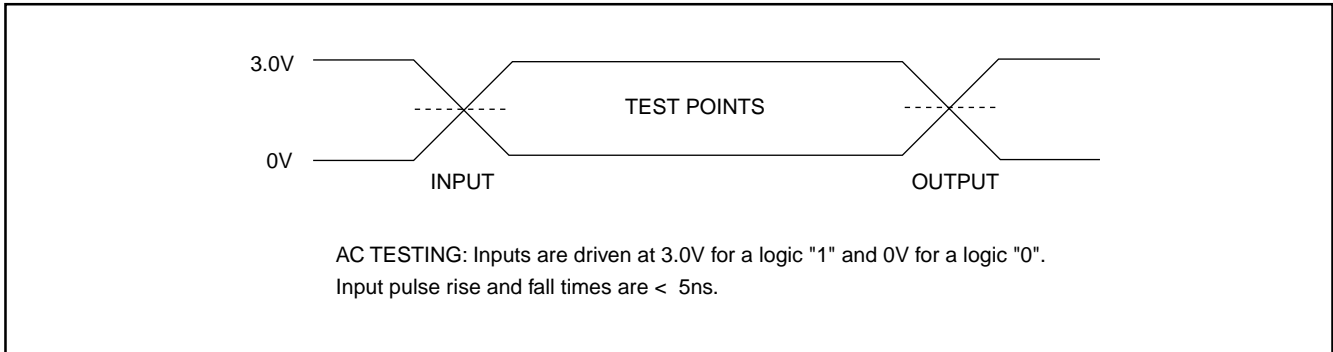 3.0V
TEST POINTS
0V
INPUT
OUTPUT
AC TESTING: Inputs are driven at 3.0V for a logic "1" and 0V for a logic "0".
Input pulse rise and fall times are < 5ns.